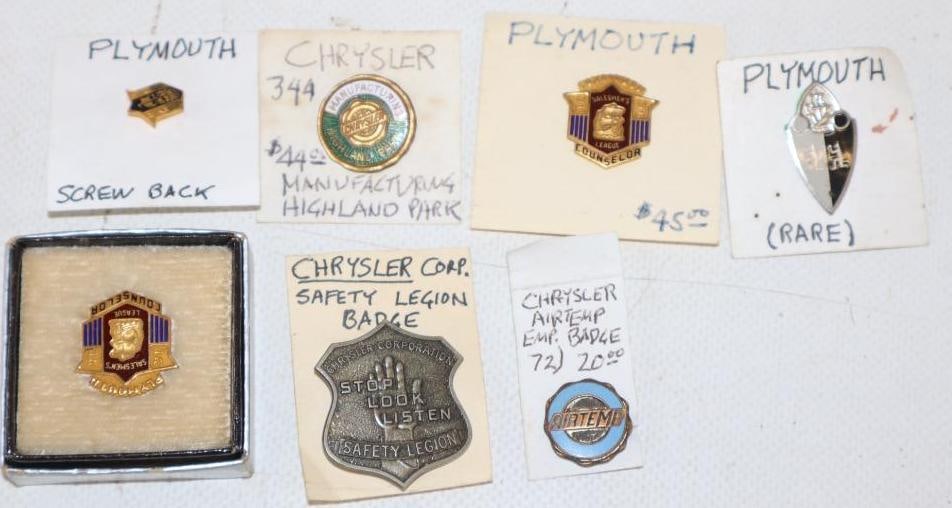 PLYMOUTH
SCREW BACK
CHRYSLER
344
MANUFACTURING
CHRYSLER
HIGHLAND PARK
$44.00
MANUFACTURING
HIGHLAND PARK
PLYMOUTH
SALESMEN'S
LEAGUE
COUNSELOR
$45.00
PLYMOUTH
(RARE)
COUNSELOR
LEAGUE
SALESMEN'S
PLYMOUTH
CHRYSLER CORP.
SAFETY LEGION
BADGE
CHRYSLER CORPORATION
STOP
LOOK
LISTEN
SAFETY LEGION
CHRYSLER
AIRTEMP
EMP. BADGE
72) 20.00
AIRTEMP